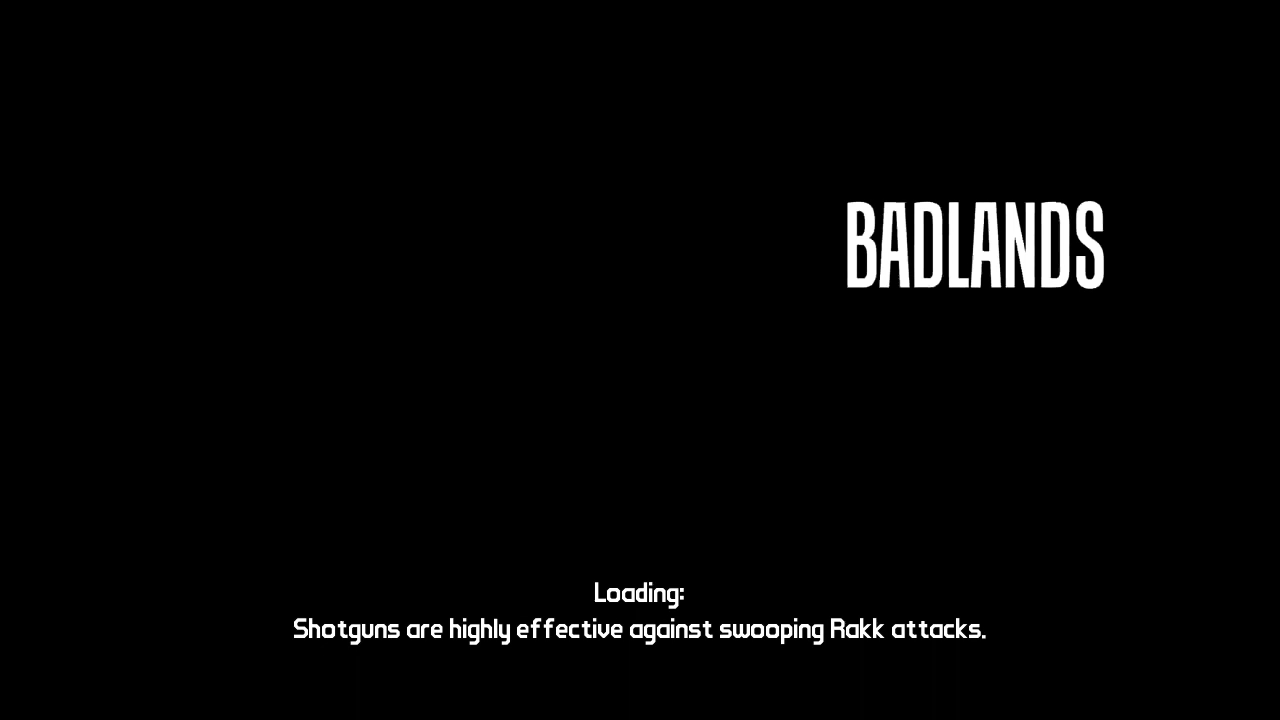 BADLANDS
Loading:
Shotguns are highly effective against swooping Rakk attacks.